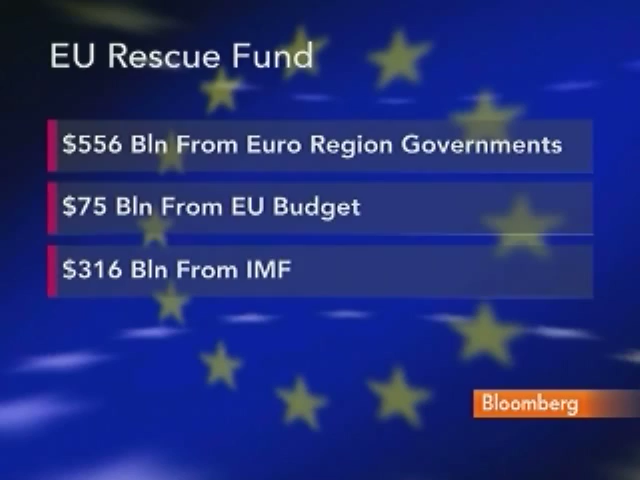 EU Rescue Fund
$556 Bln From Euro Region Governments
$75 Bln From EU Budget
$316 Bln From IMF
Bloomberg